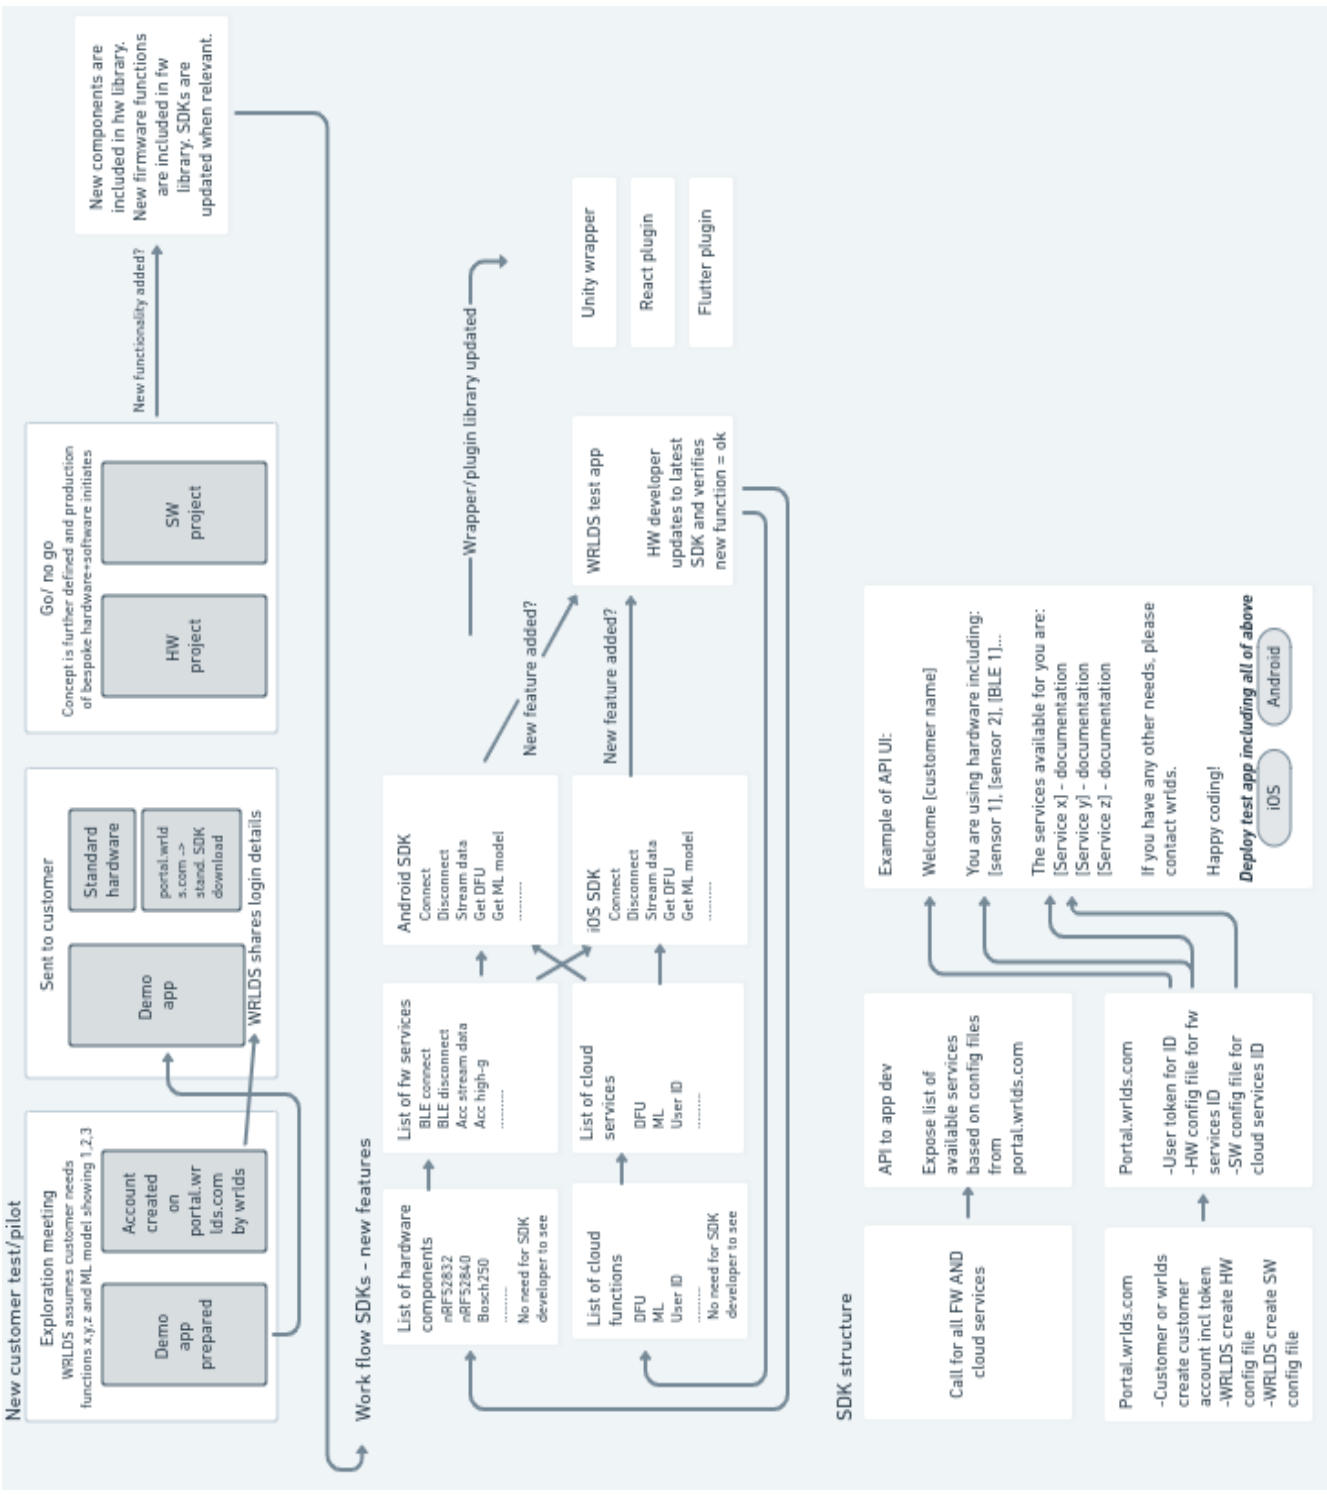 New customer test/pilot
Exploration meeting
WRLDS assumes customer needs
functions x,y,z and ML model showing 1,2,3
Demo
app
prepared
Account
created
on
portal.wr
lds.com
by wrlds
Sent to customer
Demo
app
Standard
hardware
portal.wrld
s.com ->
stand. SDK
download
WRLDS shares login details
Go/ no go
Concept is further defined and production
of bespoke hardware+software initiates
HW
project
SW
project
New functionality added?
New components are
included in hw library.
New firmware functions
are included in fw
library. SDKs are
updated when relevant.
Work flow SDKs - new features
List of hardware
components
nRF52832
nRF52840
Bosch250
........
No need for SDK
developer to see
List of fw services
BLE connect
BLE disconnect
Acc stream data
Acc high-g
.........
Android SDK
Connect
Disconnect
Stream data
Get DFU
Get ML model
.........
New feature added?
Wrapper/plugin library updated
List of cloud
functions
DFU
ML
User ID
........
No need for SDK
developer to see
List of cloud
services
DFU
ML
User ID
........
iOS SDK
Connect
Disconnect
Stream data
Get DFU
Get ML model
.........
New feature added?
WRLDS test app
HW developer
updates to latest
SDK and verifies
new function = ok
Unity wrapper
React plugin
Flutter plugin
SDK structure
Call for all FW AND
cloud services
API to app dev
Expose list of
available services
based on config files
from
portal.wrlds.com
Portal.wrlds.com
-Customer or wrlds
create customer
account incl token
-WRLDS create HW
config file
-WRLDS create SW
config file
Portal.wrlds.com
-User token for ID
-HW config file for fw
services ID
-SW config file for
cloud services ID
Example of API UI:
Welcome [customer name]
You are using hardware including:
[sensor 1], [sensor 2], [BLE 1]...
The services available for you are:
[Service x] - documentation
[Service y] - documentation
[Service z] - documentation
If you have any other needs, please
contact wrlds.
Happy coding!
Deploy test app including all of above
iOS
Android